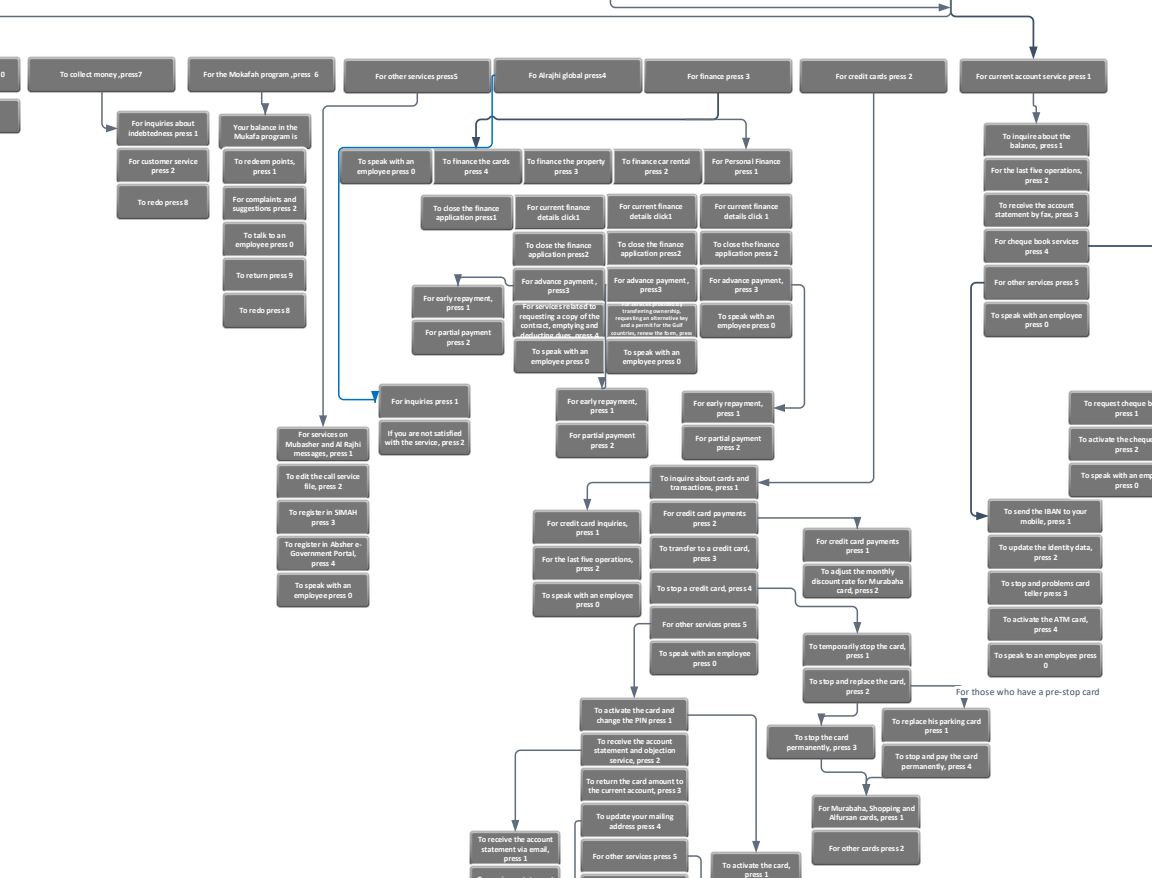 0
To collect money ,press7
For the Mokafah program ,press 6
For other services press5
Fo Alrajhi global press4
For finance press 3
For credit cards press 2
For current account service press 1
For inquiries about
indebtedness press 1
For customer service
press 2
To redo press 8
Your balance in the
Mukafa program is
To redeem points,
press 1
For complaints and
suggestions press 2
To talk to an
employee press 0
To return press 9
To redo press 8
To speak with an
employee press 0
To finance the cards
press 4
To finance the property
press 3
To finance car rental
press 2
For Personal Finance
press 1
To close the finance
application press1
For current finance
details click1
For current finance
details click1
For current finance
details click 1
To close the finance
application press2
To close the finance
application press2
To close the finance
application press 2
For advance payment ,
press3
For advance payment ,
press3
For advance payment,
press 3
For early repayment,
press 1
For partial payment
press 2
For services related to
requesting a copy of the
contract, emptying and
deducting dues, press 4
transferring ownership,
requesting an alternative key
and a permit for the Gulf
countries, renew the form, press
To speak with an
employee press 0
To speak with an
employee press 0
To speak with an
employee press 0
For inquiries press 1
If you are not satisfied
with the service, press 2
For early repayment,
press 1
For partial payment
press 2
For early repayment,
press 1
For partial payment
press 2
For services on
Mubasher and Al Rajhi
messages, press 1
To edit the call service
file, press 2
To register in SIMAH
press 3
To register in Absher e-
Government Portal,
press 4
To speak with an
employee press 0
To inquire about the
balance, press 1
For the last five operations,
press 2
To receive the account
statement by fax, press 3
For cheque book services
press 4
For other services press 5
To speak with an employee
press 0
To request cheque b
press 1
To activate the cheque
press 2
To speak with an emp
press 0
To send the IBAN to your
mobile, press 1
To update the identity data,
press 2
To stop and problems card
teller press 3
To activate the ATM card,
press 4
To speak to an employee press
0
To inquire about cards and
transactions, press 1
For credit card payments
press 2
To transfer to a credit card,
press 3
To stop a credit card, press 4
For other services press 5
To speak with an employee
press 0
For credit card inquiries,
press 1
For the last five operations,
press 2
To speak with an employee
press 0
For credit card payments
press 1
To adjust the monthly
discount rate for Murabaha
card, press 2
To temporarily stop the card,
press 1
To stop and replace the card,
press 2
For those who have a pre-stop card
To stop the card
permanently, press 3
To replace his parking card
press 1
To stop and pay the card
permanently, press 4
For Murabaha, Shopping and
Alfursan cards, press 1
For other cards press 2
To activate the card and
change the PIN press 1
To receive the account
statement and objection
service, press 2
To return the card amount to
the current account, press 3
To update your mailing
address press 4
For other services press 5
To receive the account
statement via email,
press 1
To activate the card,
press 1